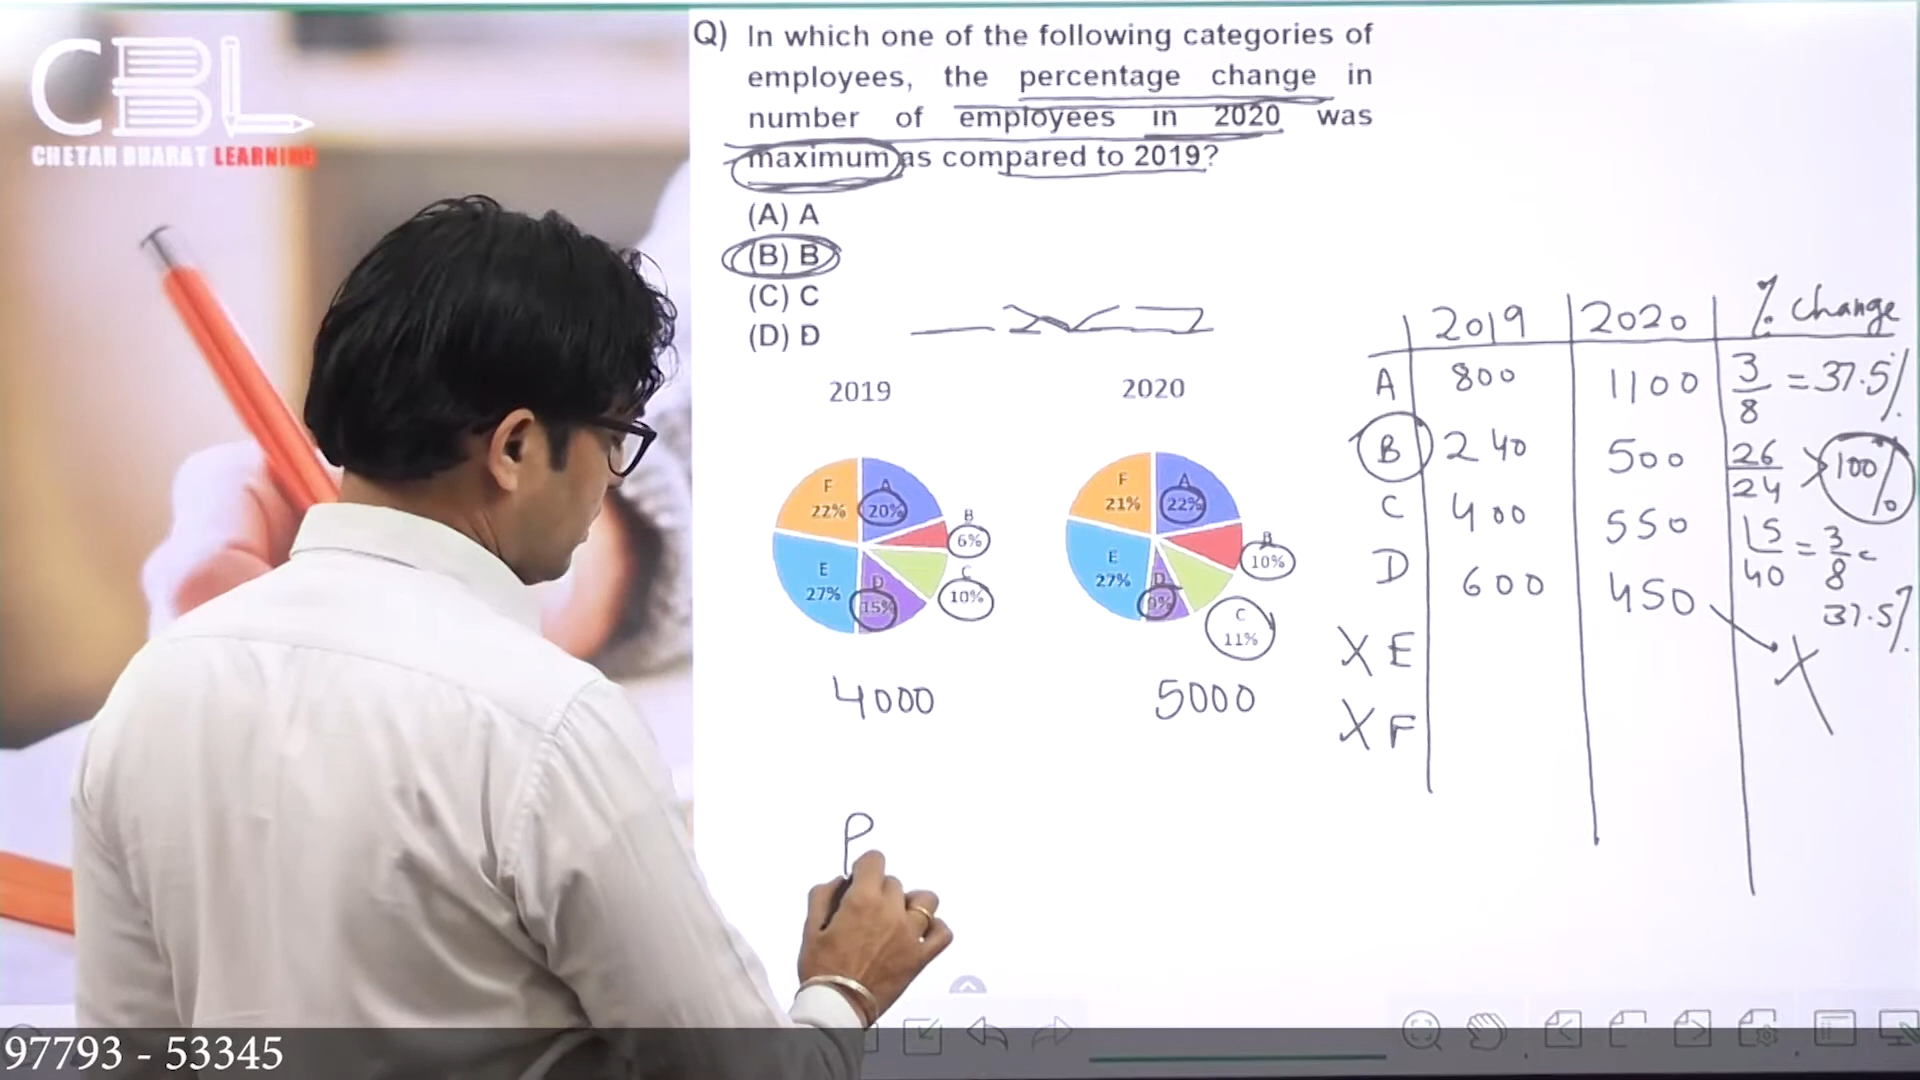 CBL
CHETAN BHARAT LEARNING
Q) In which one of the following categories of
employees, the percentage change in
number of employees in 2020 was
maximum as compared to 2019?
(A) A
(B) B
(C) C
(D) D
2019
2020
F
22%
A
20%
B
6%
C
10%
D
15%
E
27%
F
21%
A
22%
B
10%
C
11%
D
9%
E
27%
4000
5000
2019 2020 % change
A 800 1100 3/8 = 37.5%
B 240 500 26/24 > 100%
C 400 550 15/40 = 3/8 =
37.5%
D 600 450 X
X E
X F
P
97793 - 53345